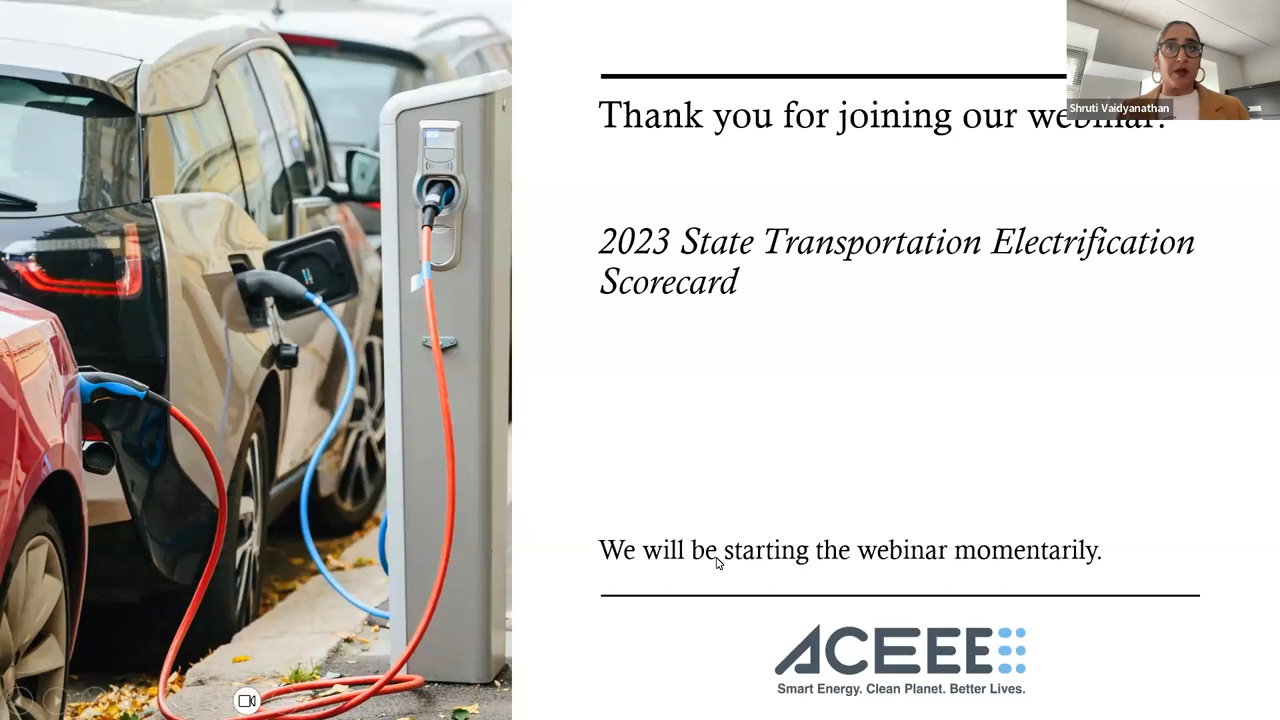 Thank you for joining our webinar!
Shruti Vaidyanathan
2023 State Transportation Electrification
Scorecard
We will be starting the webinar momentarily.
ACEEE
Smart Energy. Clean Planet. Better Lives.